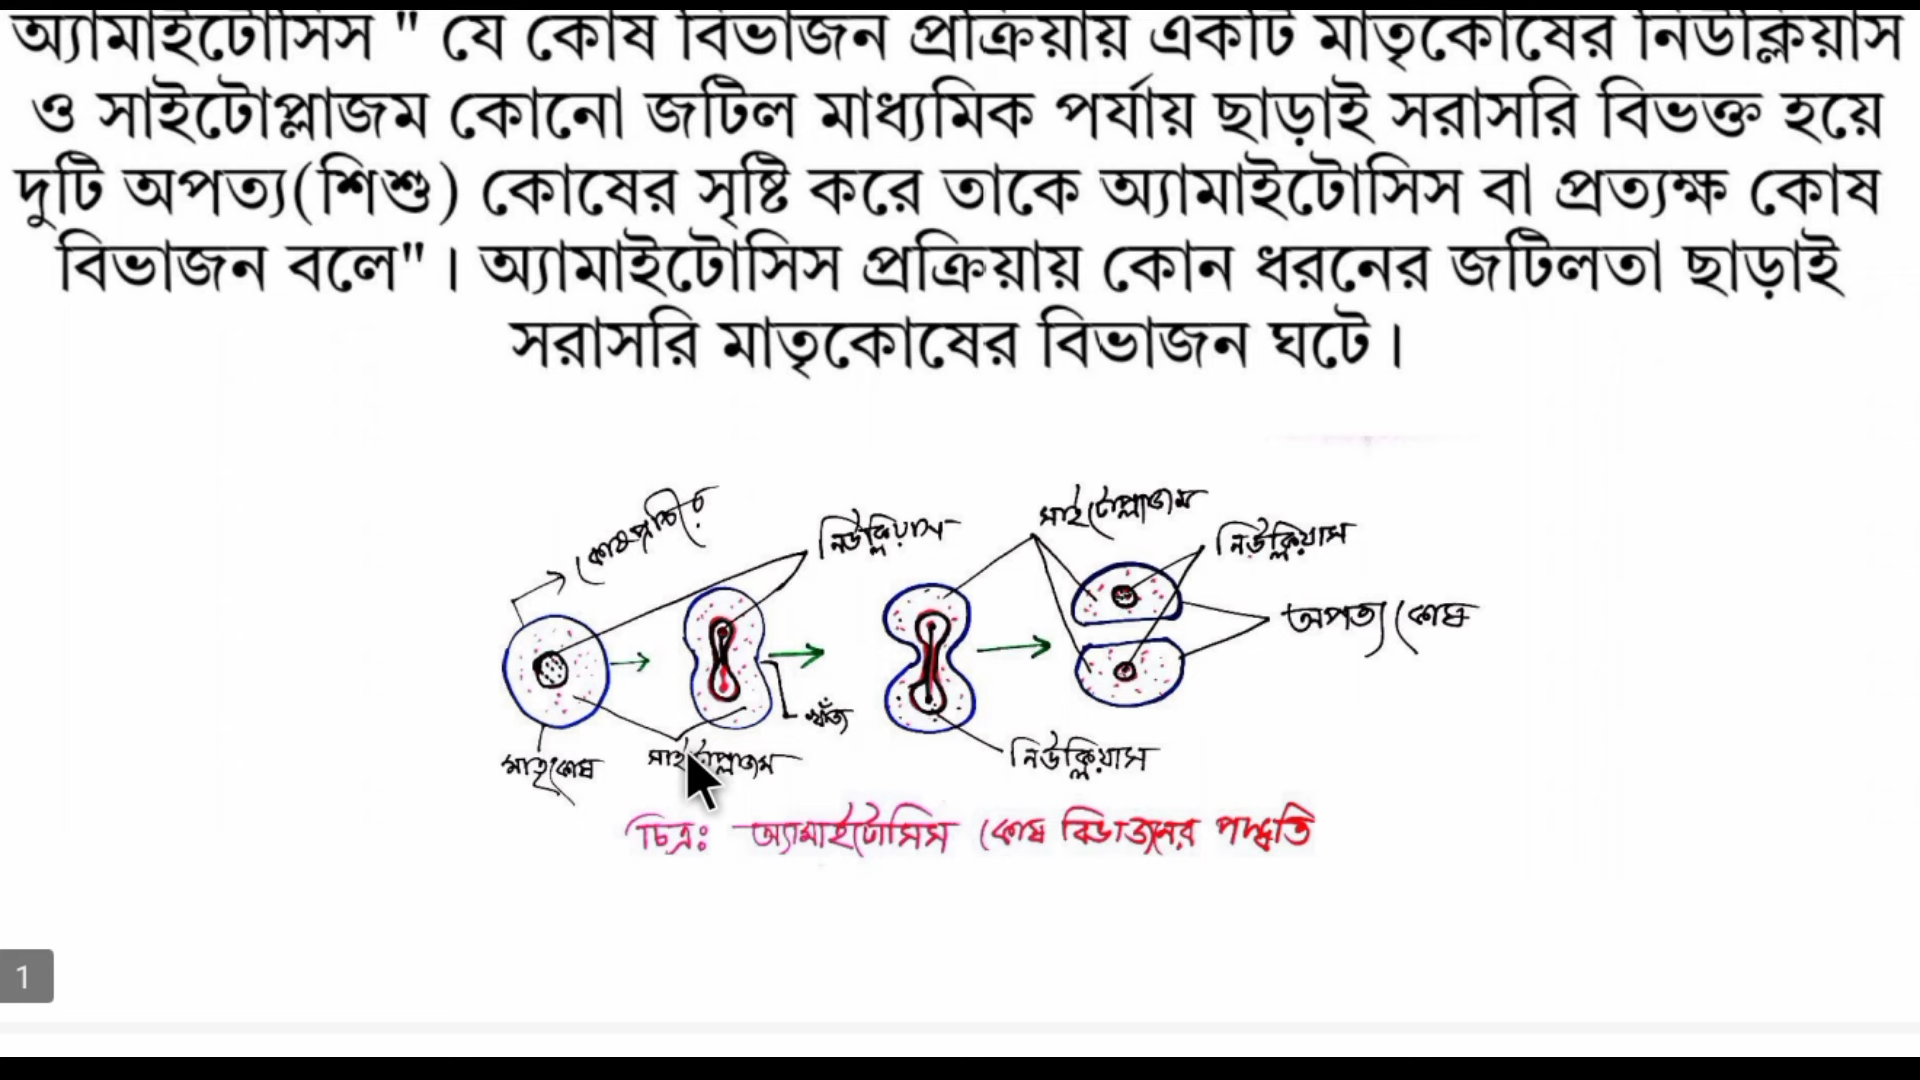 অ্যামাইটোসিস " যে কোষ বিভাজন প্রক্রিয়ায় একটি মাতৃকোষের নিউক্লিয়াস
ও সাইটোপ্লাজম কোনো জটিল মাধ্যমিক পর্যায় ছাড়াই সরাসরি বিভক্ত হয়ে
দুটি অপত্য(শিশু) কোষের সৃষ্টি করে তাকে অ্যামাইটোসিস বা প্রত্যক্ষ কোষ
বিভাজন বলে"। অ্যামাইটোসিস প্রক্রিয়ায় কোন ধরনের জটিলতা ছাড়াই
সরাসরি মাতৃকোষের বিভাজন ঘটে।
কোষপ্রাচীর
নিউক্লিয়াস
সাইটোপ্লাজম
নিউক্লিয়াস
অপত্য কোষ
খাঁজ
মাতৃকোষ
সাইটোপ্লাজম
নিউক্লিয়াস
চিত্রঃ অ্যামাইটোসিস কোষ বিভাজনের পদ্ধতি
1